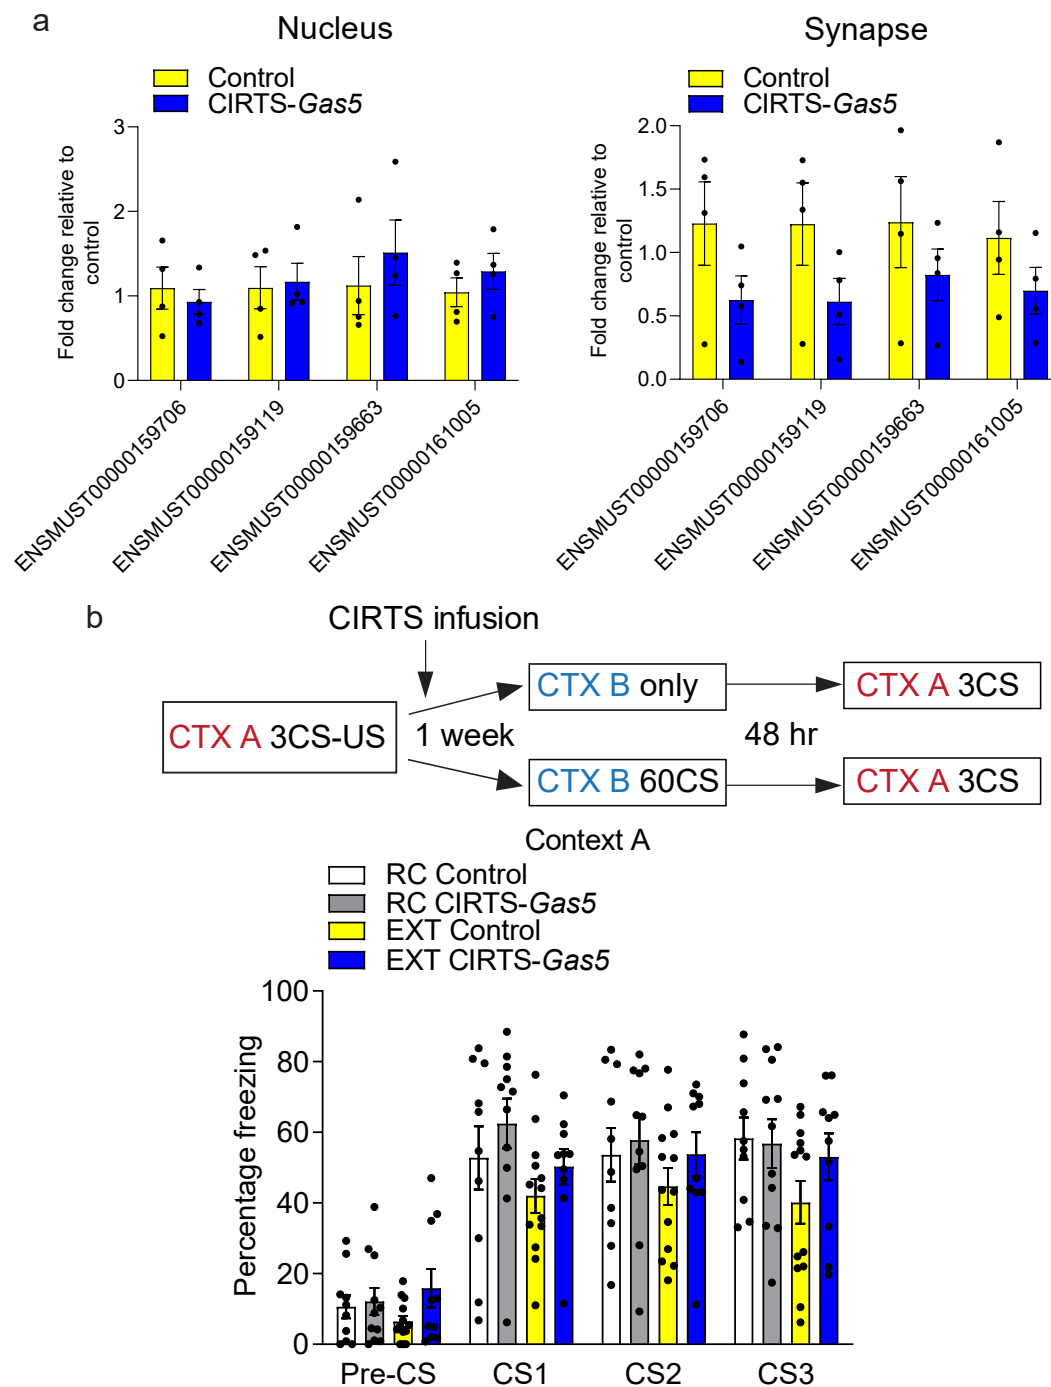 a
Nucleus
Control
CIRTS-Gas5
Fold change relative to
control
3
2
1
0
ENSMUST00000159706
ENSMUST00000159119
ENSMUST00000159663
ENSMUST00000161005
Synapse
Control
CIRTS-Gas5
Fold change relative to
control
2.0
1.5
1.0
0.5
0.0
ENSMUST00000159706
ENSMUST00000159119
ENSMUST00000159663
ENSMUST00000161005
b
CIRTS infusion
CTX A 3CS-US
1 week
CTX B only
CTX B 60CS
48 hr
CTX A 3CS
CTX A 3CS
Context A
RC Control
RC CIRTS-Gas5
EXT Control
EXT CIRTS-Gas5
Percentage freezing
100
80
60
40
20
0
Pre-CS CS1 CS2 CS3